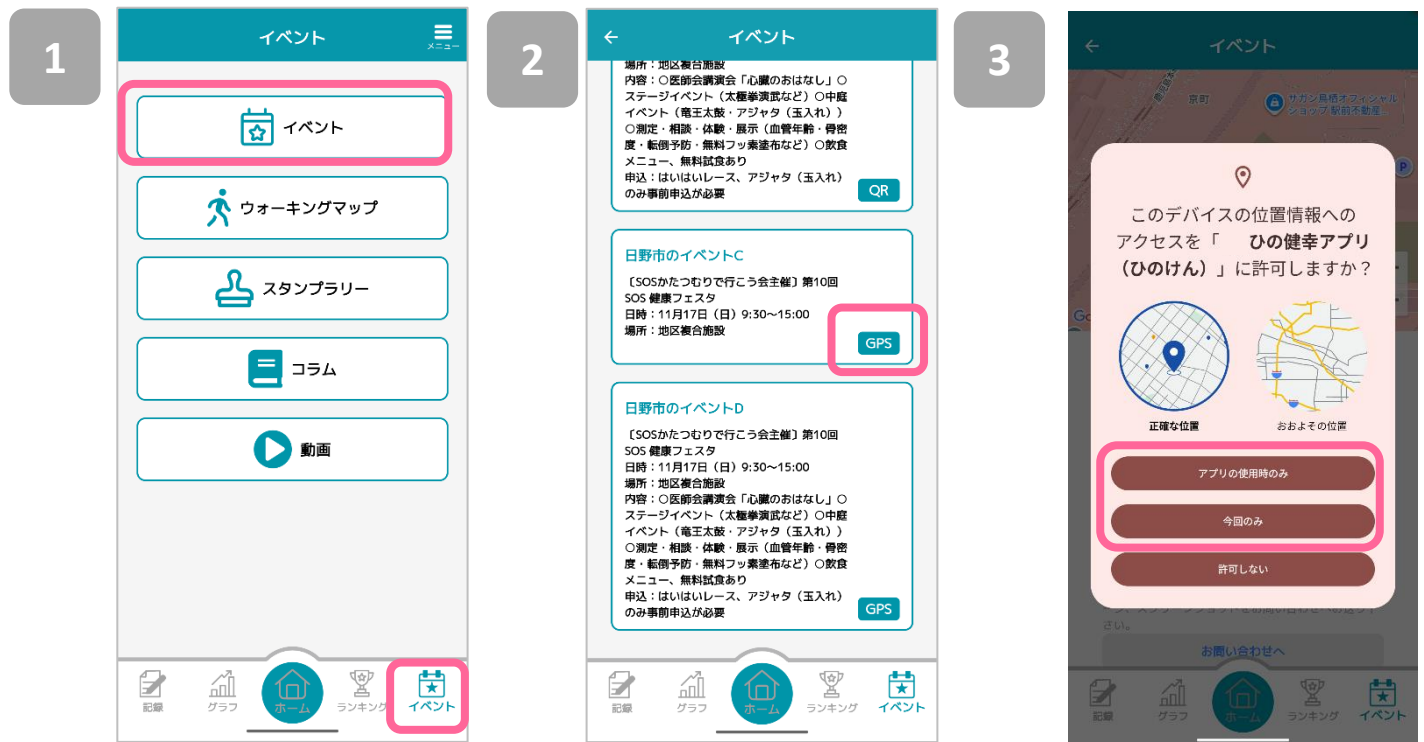 1
イベント
メニュー
イベント
ウォーキングマップ
スタンプラリー
コラム
動画
記録
グラフ
ホーム
ランキング
イベント
2
イベント
場所：地区複合施設
内容：○医師会講演会「心臓のおはなし」○
ステージイベント（太極拳演武など）○中庭
イベント（竜王太鼓・アジャタ（玉入れ））
○測定・相談・体験・展示（血管年齢・骨密
度・転倒予防・無料フッ素塗布など）○飲食
メニュー、無料試食あり
申込：はいはいレース、アジャタ（玉入れ）
のみ事前申込が必要
QR
日野市のイベントC
〔SOSかたつむりで行こう会主催〕第10回
SOS 健康フェスタ
日時：11月17日（日）9:30～15:00
場所：地区複合施設
GPS
日野市のイベントD
〔SOSかたつむりで行こう会主催〕第10回
SOS 健康フェスタ
日時：11月17日（日）9:30～15:00
場所：地区複合施設
内容：○医師会講演会「心臓のおはなし」○
ステージイベント（太極拳演武など）○中庭
イベント（竜王太鼓・アジャタ（玉入れ））
○測定・相談・体験・展示（血管年齢・骨密
度・転倒予防・無料フッ素塗布など）○飲食
メニュー、無料試食あり
申込：はいはいレース、アジャタ（玉入れ）
のみ事前申込が必要
GPS
記録
グラフ
ホーム
ランキング
イベント
3
イベント
京町
サガン鳥栖オフィシャル
ショップ 駅前不動産...
P
このデバイスの位置情報への
アクセスを「 ひの健幸アプリ
（ひのけん）」に許可しますか？
正確な位置
おおよその位置
アプリの使用時のみ
今回のみ
許可しない
さい。
お問い合わせへ
記録
グラフ
ホーム
ランキング
イベント